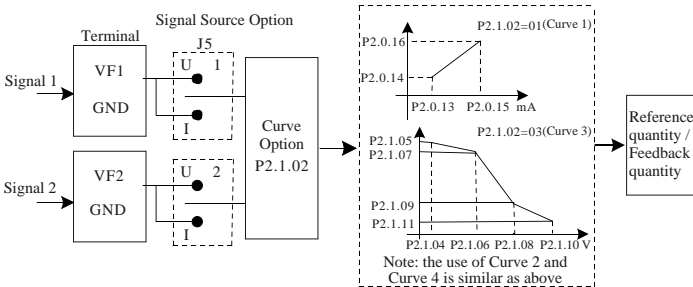 Signal Source Option
Terminal
J5
Signal 1
VF1
GND
U 1
I
Signal 2
VF2
GND
U 2
I
Curve
Option
P2.1.02
P2.1.02=01(Curve 1)
P2.0.16
P2.0.14
P2.0.13 P2.0.15 mA
P2.1.02=03(Curve 3)
P2.1.05
P2.1.07
P2.1.09
P2.1.11
P2.1.04 P2.1.06 P2.1.08 P2.1.10 V
Note: the use of Curve 2 and
Curve 4 is similar as above
Reference
quantity /
Feedback
quantity